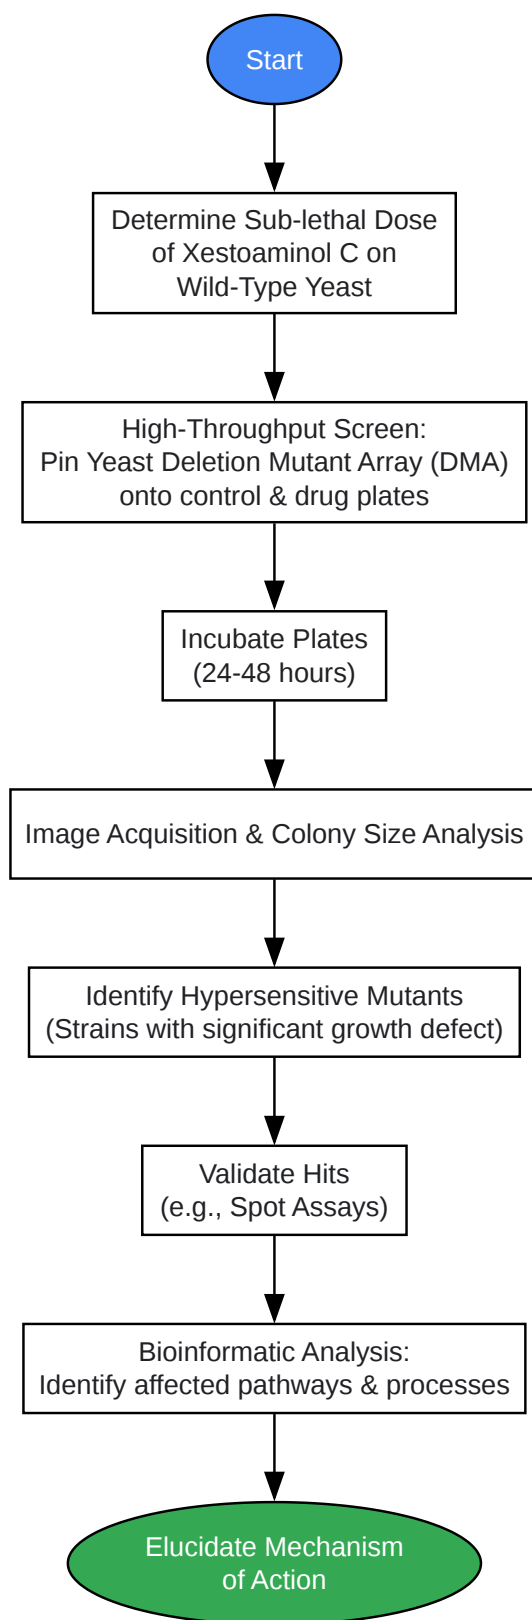 Start
Determine Sub-lethal Dose
of Xestoaminol C on
Wild-Type Yeast
High-Throughput Screen:
Pin Yeast Deletion Mutant Array (DMA)
onto control & drug plates
Incubate Plates
(24-48 hours)
Image Acquisition & Colony Size Analysis
Identify Hypersensitive Mutants
(Strains with significant growth defect)
Validate Hits
(e.g., Spot Assays)
Bioinformatic Analysis:
Identify affected pathways & processes
Elucidate Mechanism
of Action